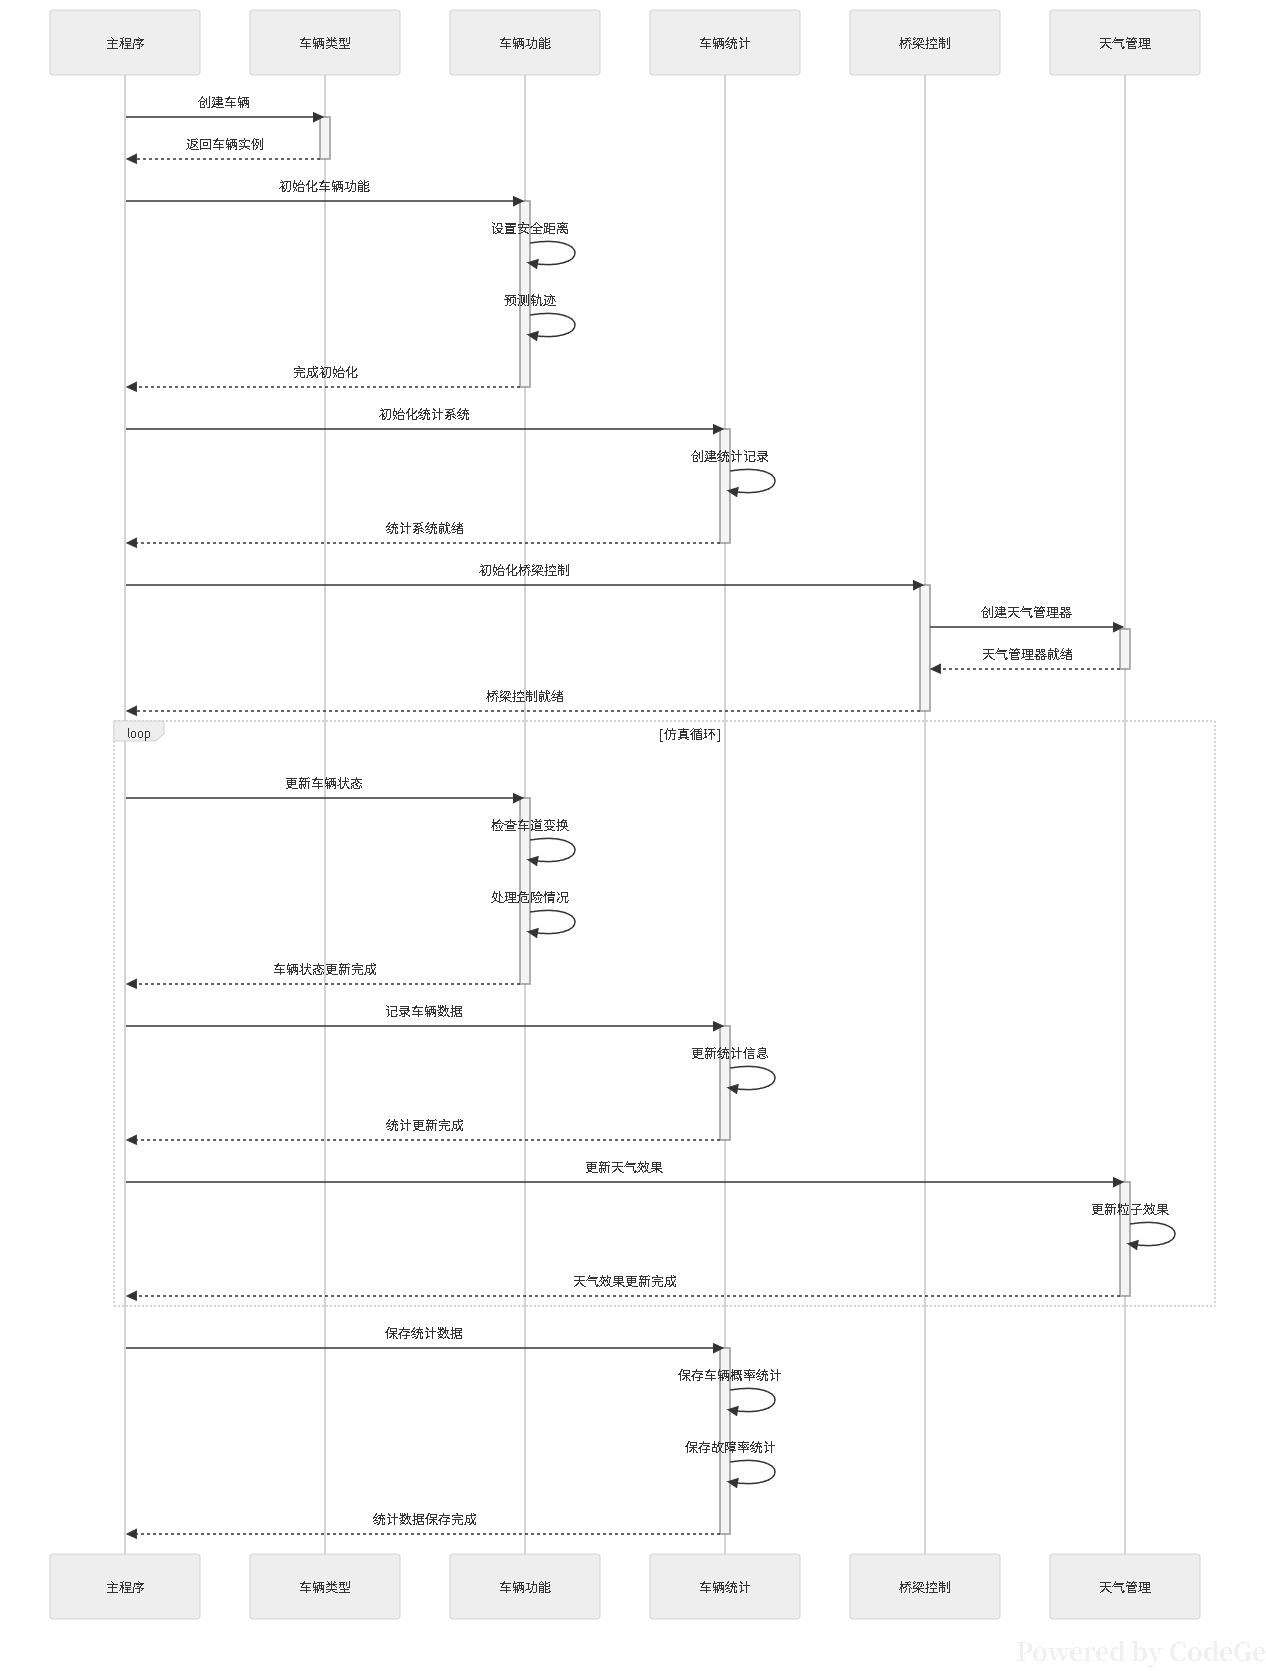 主程序
车辆类型
车辆功能
车辆统计
桥梁控制
天气管理
创建车辆
返回车辆实例
初始化车辆功能
设置安全距离
预测轨迹
完成初始化
初始化统计系统
创建统计记录
统计系统就绪
初始化桥梁控制
创建天气管理器
天气管理器就绪
桥梁控制就绪
loop
[仿真循环]
更新车辆状态
检查车道变换
处理危险情况
车辆状态更新完成
记录车辆数据
更新统计信息
统计更新完成
更新天气效果
更新粒子效果
天气效果更新完成
保存统计数据
保存车辆概率统计
保存故障率统计
统计数据保存完成
主程序
车辆类型
车辆功能
车辆统计
桥梁控制
天气管理
Powered by CodeGe